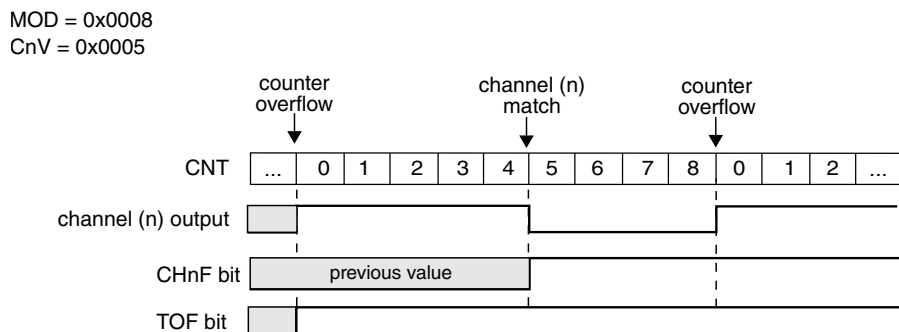 MOD = 0x0008
CnV = 0x0005
counter overflow
channel (n) match
counter overflow
CNT ... 0 1 2 3 4 5 6 7 8 0 1 2 ...
channel (n) output
CHnF bit previous value
TOF bit